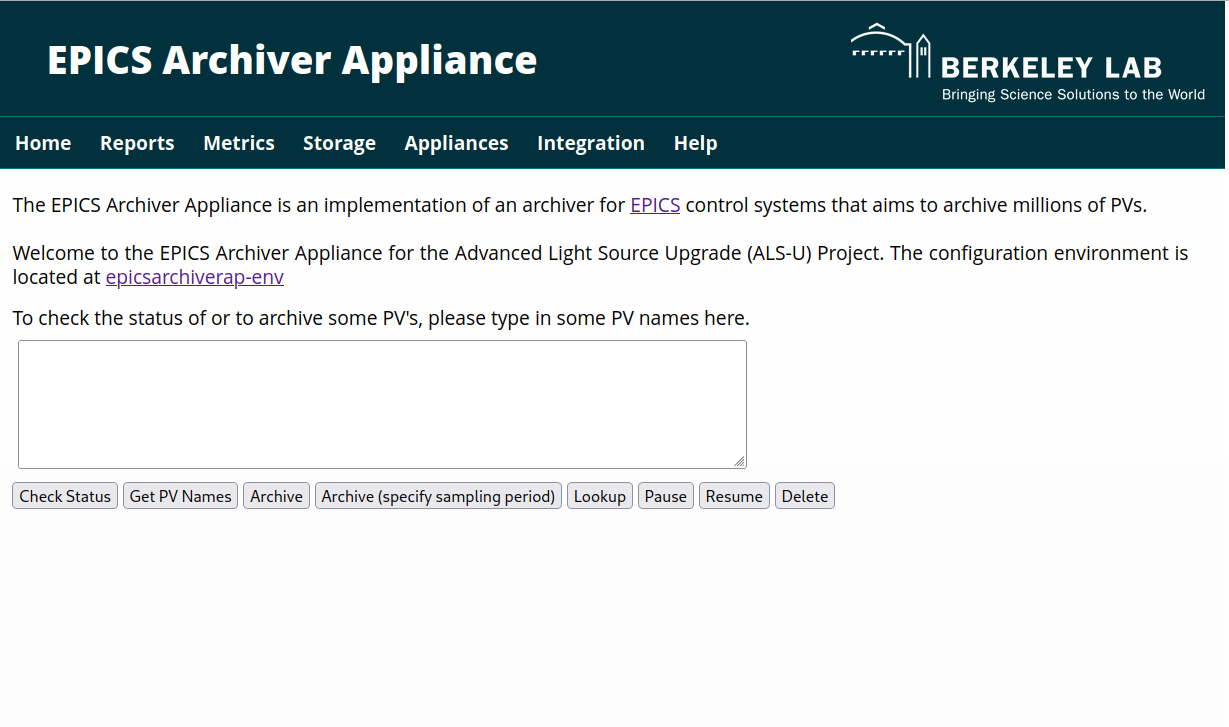 EPICS Archiver Appliance
BERKELEY LAB
Bringing Science Solutions to the World
Home Reports Metrics Storage Appliances Integration Help
The EPICS Archiver Appliance is an implementation of an archiver for EPICS control systems that aims to archive millions of PVs.
Welcome to the EPICS Archiver Appliance for the Advanced Light Source Upgrade (ALS-U) Project. The configuration environment is
located at epicsarchiverap-env
To check the status of or to archive some PV's, please type in some PV names here.
Check Status Get PV Names Archive Archive (specify sampling period) Lookup Pause Resume Delete